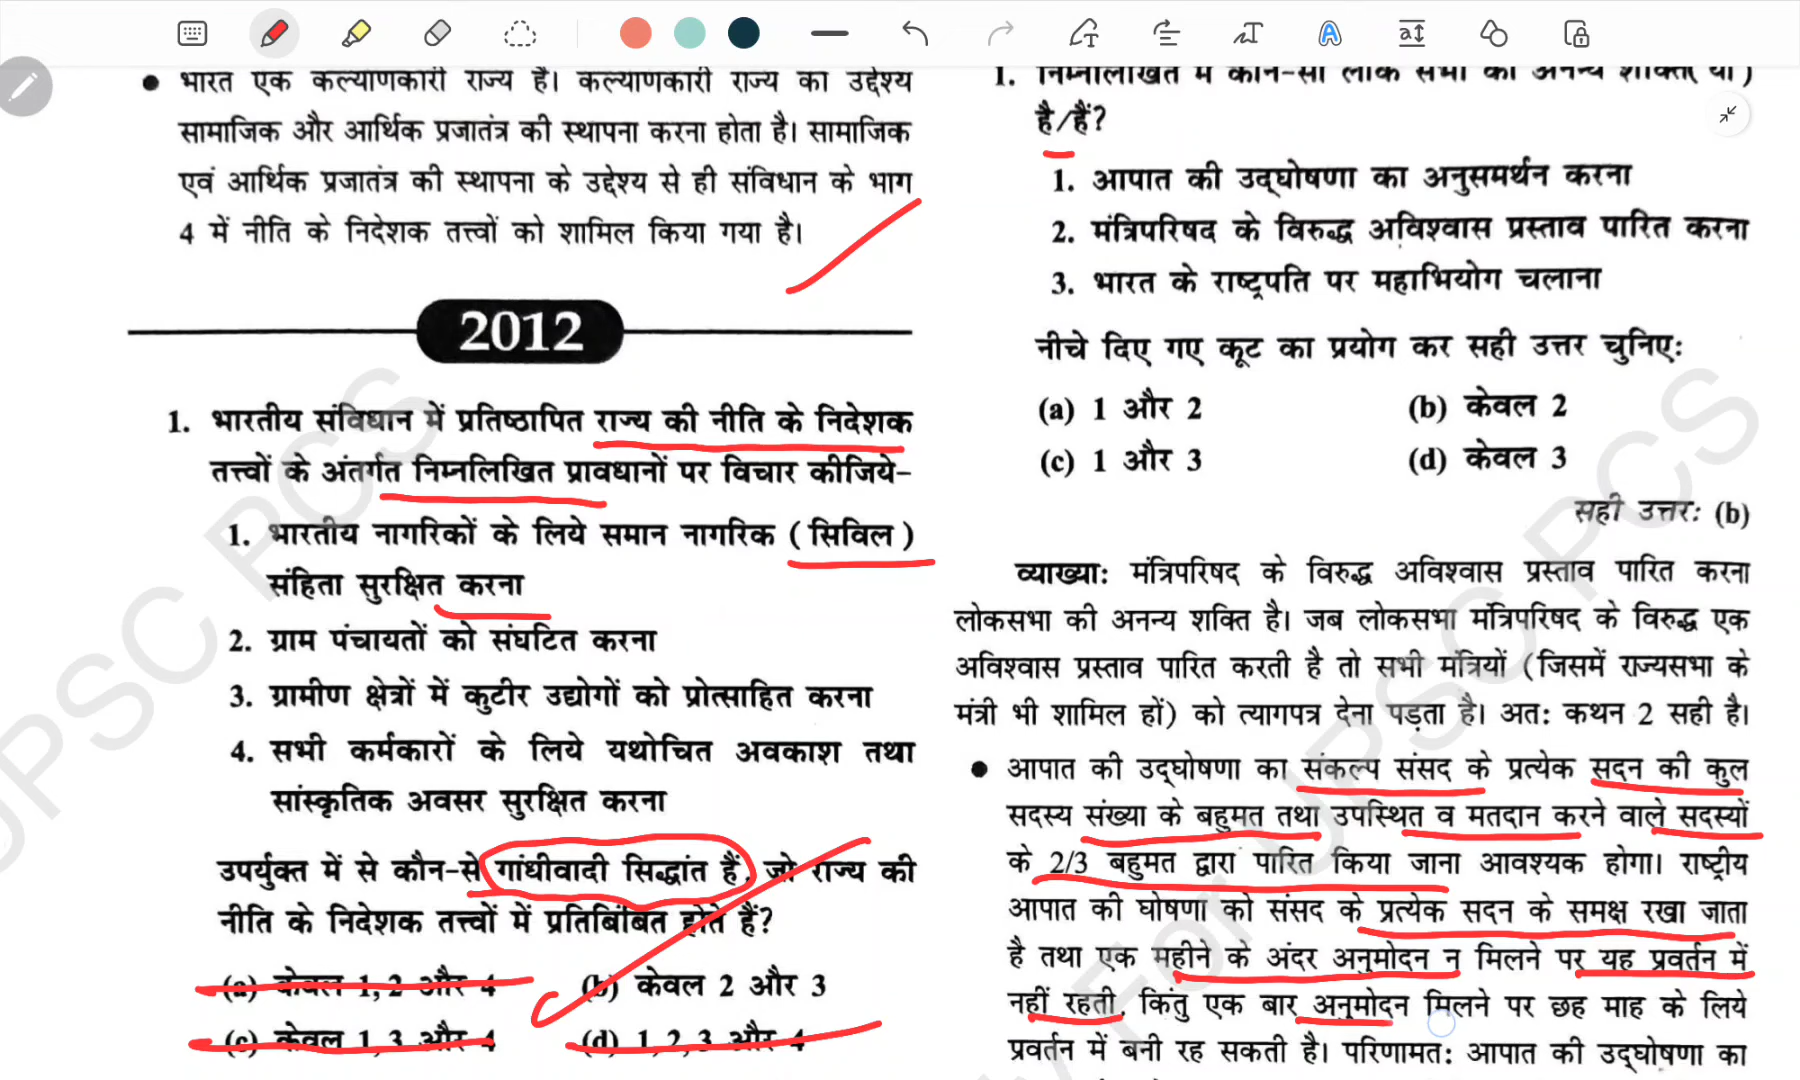 भारत एक कल्याणकारी राज्य है। कल्याणकारी राज्य का उद्देश्य
सामाजिक और आर्थिक प्रजातंत्र की स्थापना करना होता है। सामाजिक
एवं आर्थिक प्रजातंत्र की स्थापना के उद्देश्य से ही संविधान के भाग
4 में नीति के निदेशक तत्त्वों को शामिल किया गया है।
2012
1. भारतीय संविधान में प्रतिष्ठापित राज्य की नीति के निदेशक
तत्त्वों के अंतर्गत निम्नलिखित प्रावधानों पर विचार कीजिये-
1. भारतीय नागरिकों के लिये समान नागरिक (सिविल)
संहिता सुरक्षित करना
2. ग्राम पंचायतों को संघटित करना
3. ग्रामीण क्षेत्रों में कुटीर उद्योगों को प्रोत्साहित करना
4. सभी कर्मकारों के लिये यथोचित अवकाश तथा
सांस्कृतिक अवसर सुरक्षित करना
उपर्युक्त में से कौन-से गांधीवादी सिद्धांत हैं, जो राज्य की
नीति के निदेशक तत्त्वों में प्रतिबिंबित होते हैं?
(a) केवल 1, 2 और 4 (b) केवल 2 और 3
(c) केवल 1, 3 और 4 (d) 1, 2, 3 और 4
1. निम्नलिखित में कौन-सी लोक सभा की अनन्य शक्ति(याँ)
है/हैं?
1. आपात की उद्घोषणा का अनुसमर्थन करना
2. मंत्रिपरिषद के विरुद्ध अविश्वास प्रस्ताव पारित करना
3. भारत के राष्ट्रपति पर महाभियोग चलाना
नीचे दिए गए कूट का प्रयोग कर सही उत्तर चुनिए:
(a) 1 और 2 (b) केवल 2
(c) 1 और 3 (d) केवल 3
सही उत्तर: (b)
व्याख्या: मंत्रिपरिषद के विरुद्ध अविश्वास प्रस्ताव पारित करना
लोकसभा की अनन्य शक्ति है। जब लोकसभा मंत्रिपरिषद के विरुद्ध एक
अविश्वास प्रस्ताव पारित करती है तो सभी मंत्रियों (जिसमें राज्यसभा के
मंत्री भी शामिल हों) को त्यागपत्र देना पड़ता है। अत: कथन 2 सही है।
आपात की उद्घोषणा का संकल्प संसद के प्रत्येक सदन की कुल
सदस्य संख्या के बहुमत तथा उपस्थित व मतदान करने वाले सदस्यों
के 2/3 बहुमत द्वारा पारित किया जाना आवश्यक होगा। राष्ट्रीय
आपात की घोषणा को संसद के प्रत्येक सदन के समक्ष रखा जाता
है तथा एक महीने के अंदर अनुमोदन न मिलने पर यह प्रवर्तन में
नहीं रहती, किंतु एक बार अनुमोदन मिलने पर छह माह के लिये
प्रवर्तन में बनी रह सकती है। परिणामत: आपात की उद्घोषणा का
UPSC PCS
For UPSC PCS